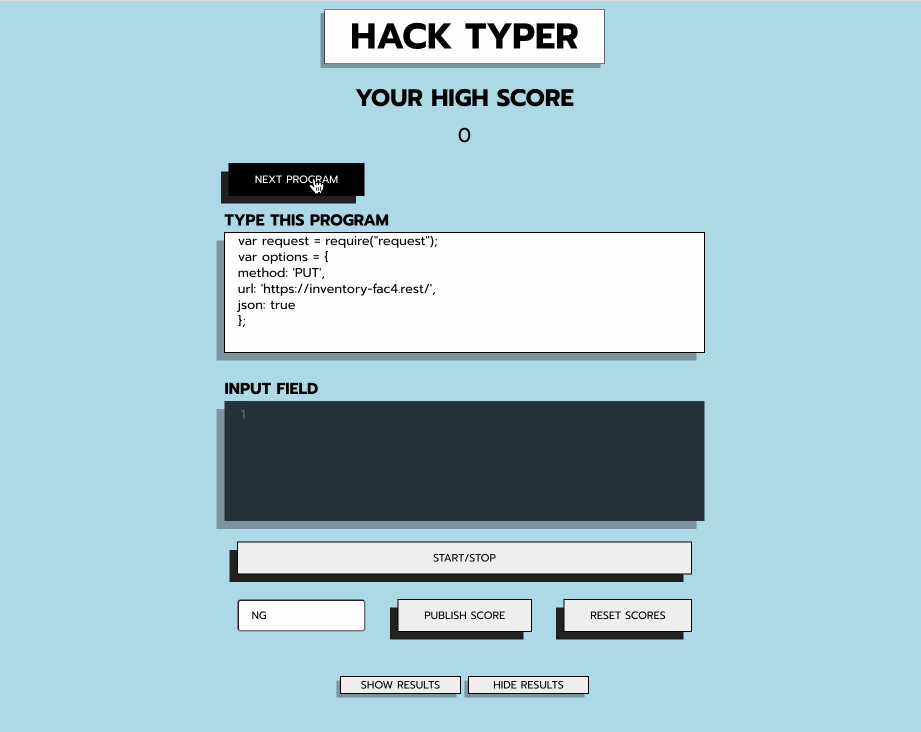 HACK TYPER
YOUR HIGH SCORE
0
NEXT PROGRAM
TYPE THIS PROGRAM
var request = require("request");
var options = {
method: 'PUT',
url: 'https://inventory-fac4.rest/',
json: true
};
INPUT FIELD
1
START/STOP
NG
PUBLISH SCORE
RESET SCORES
SHOW RESULTS
HIDE RESULTS